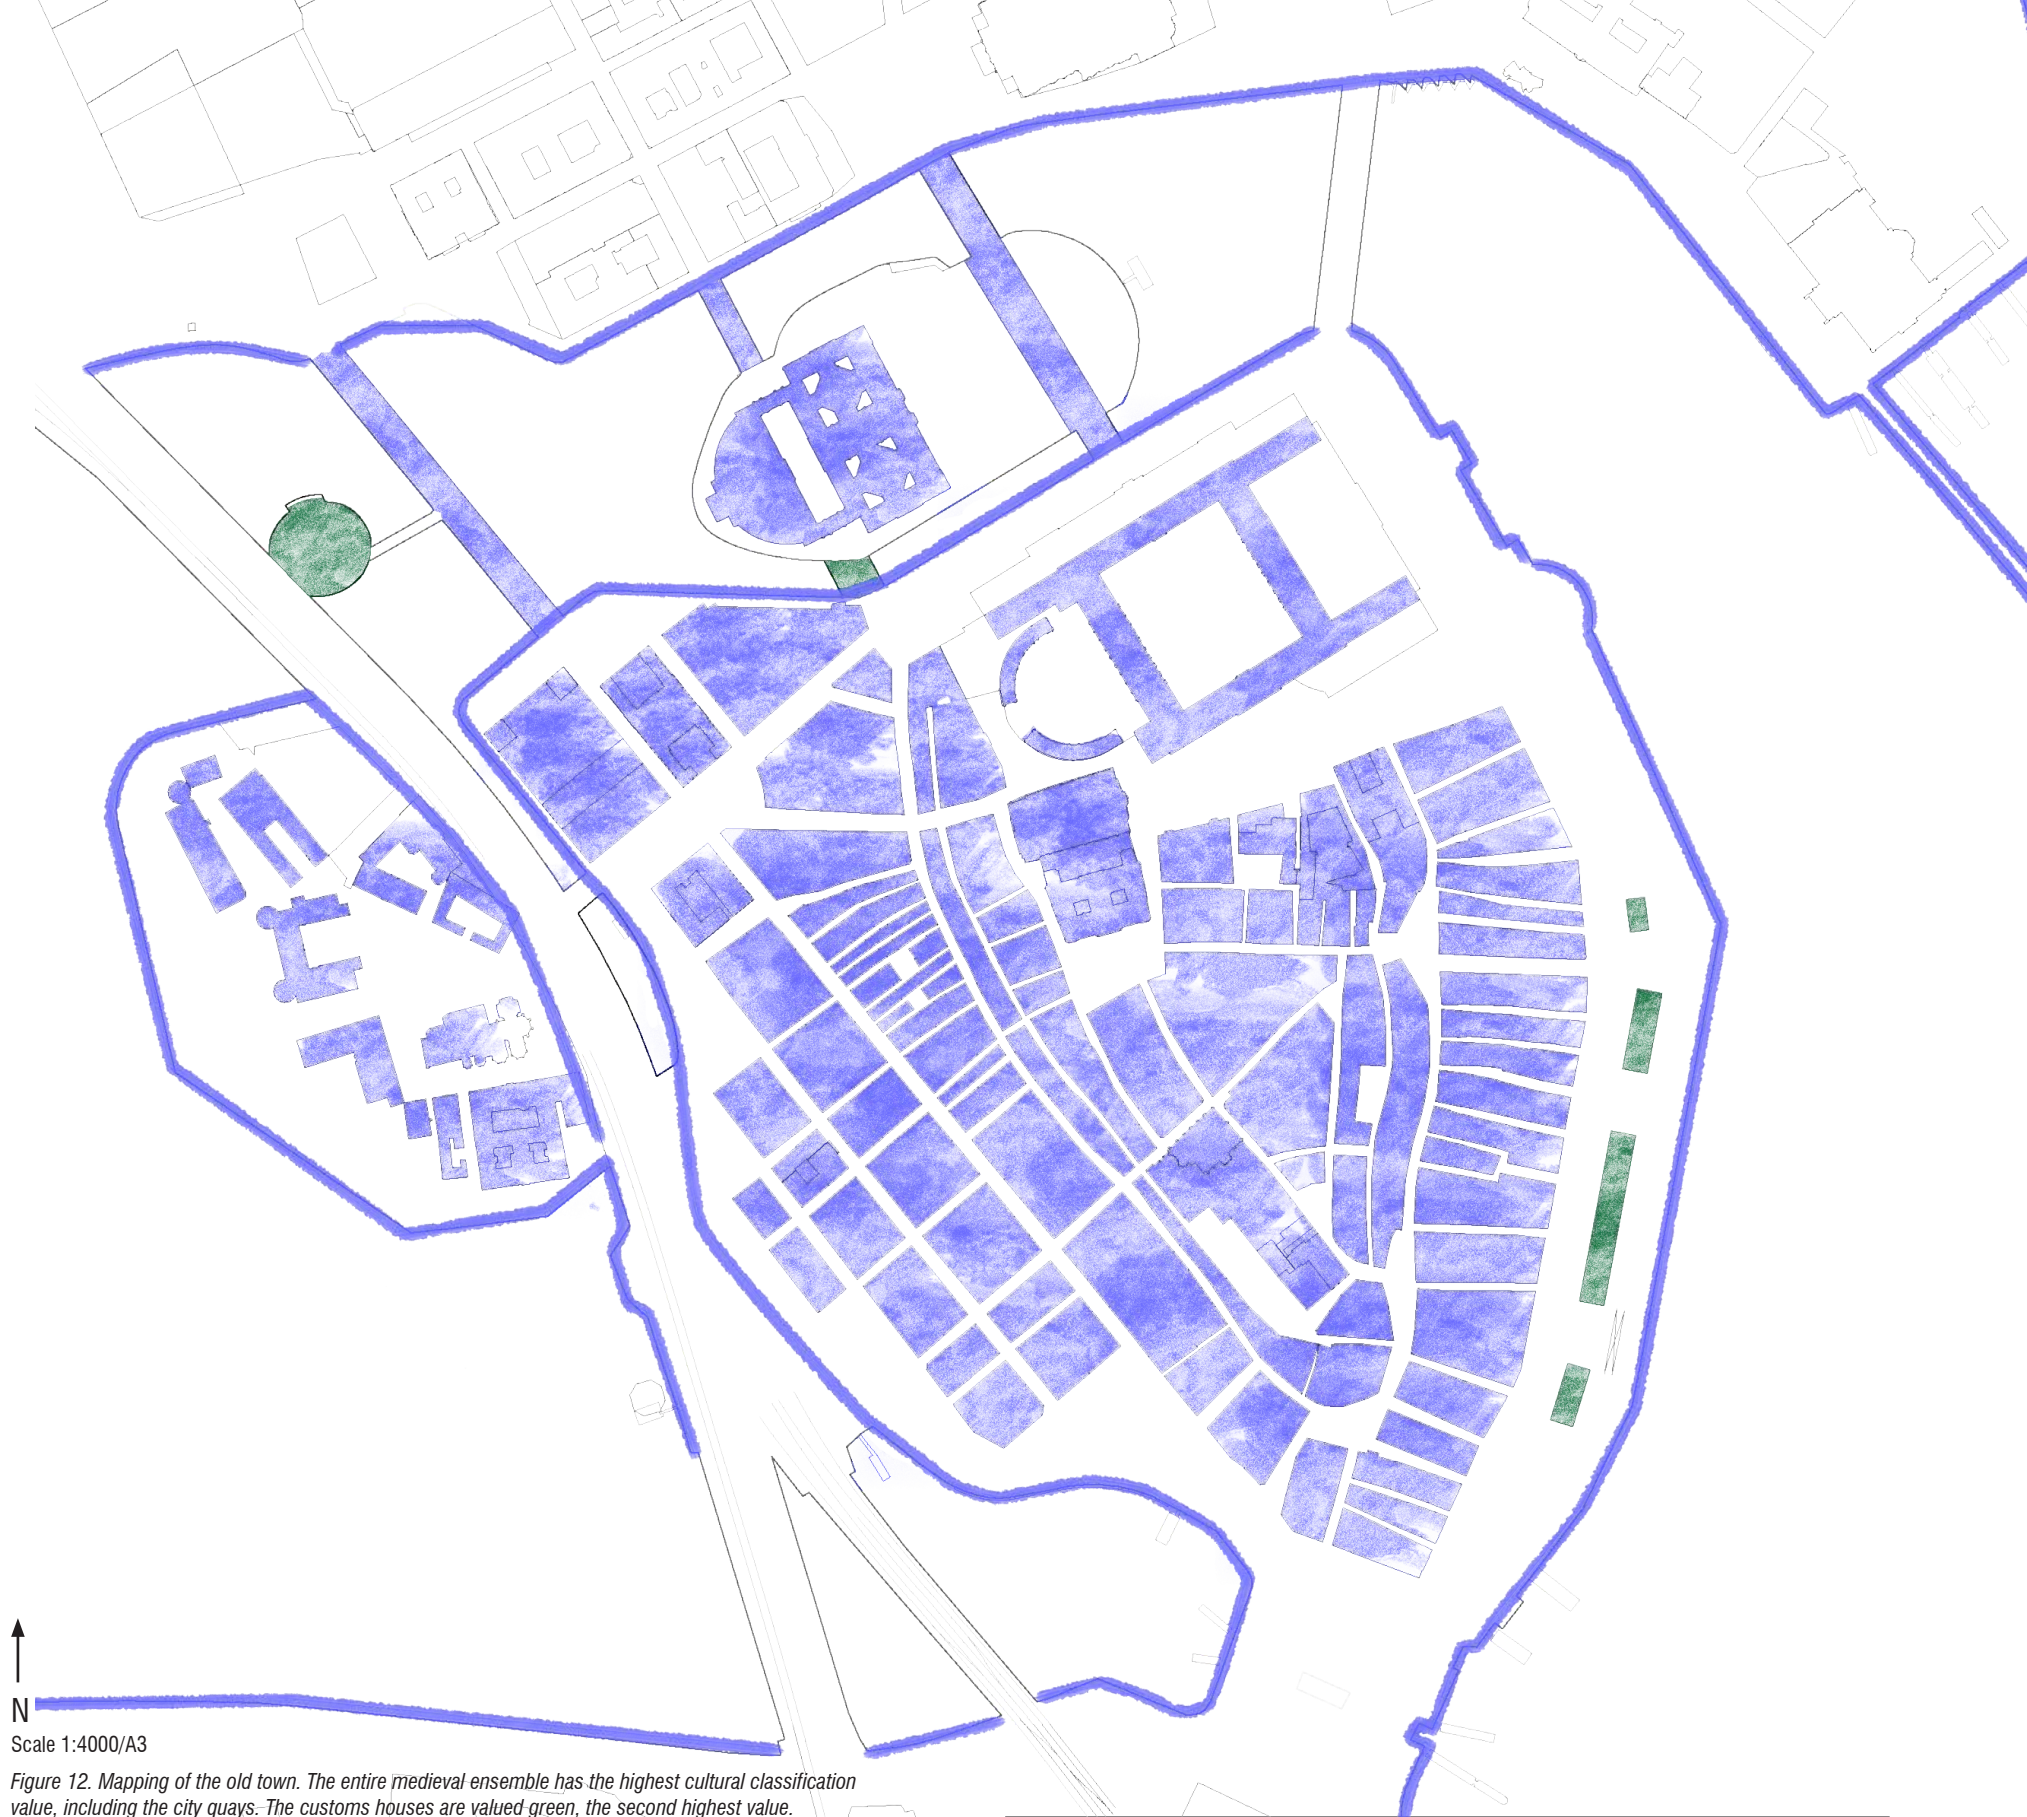 N
Scale 1:4000/A3
Figure 12. Mapping of the old town. The entire medieval ensemble has the highest cultural classification
value, including the city quays. The customs houses are valued green, the second highest value.